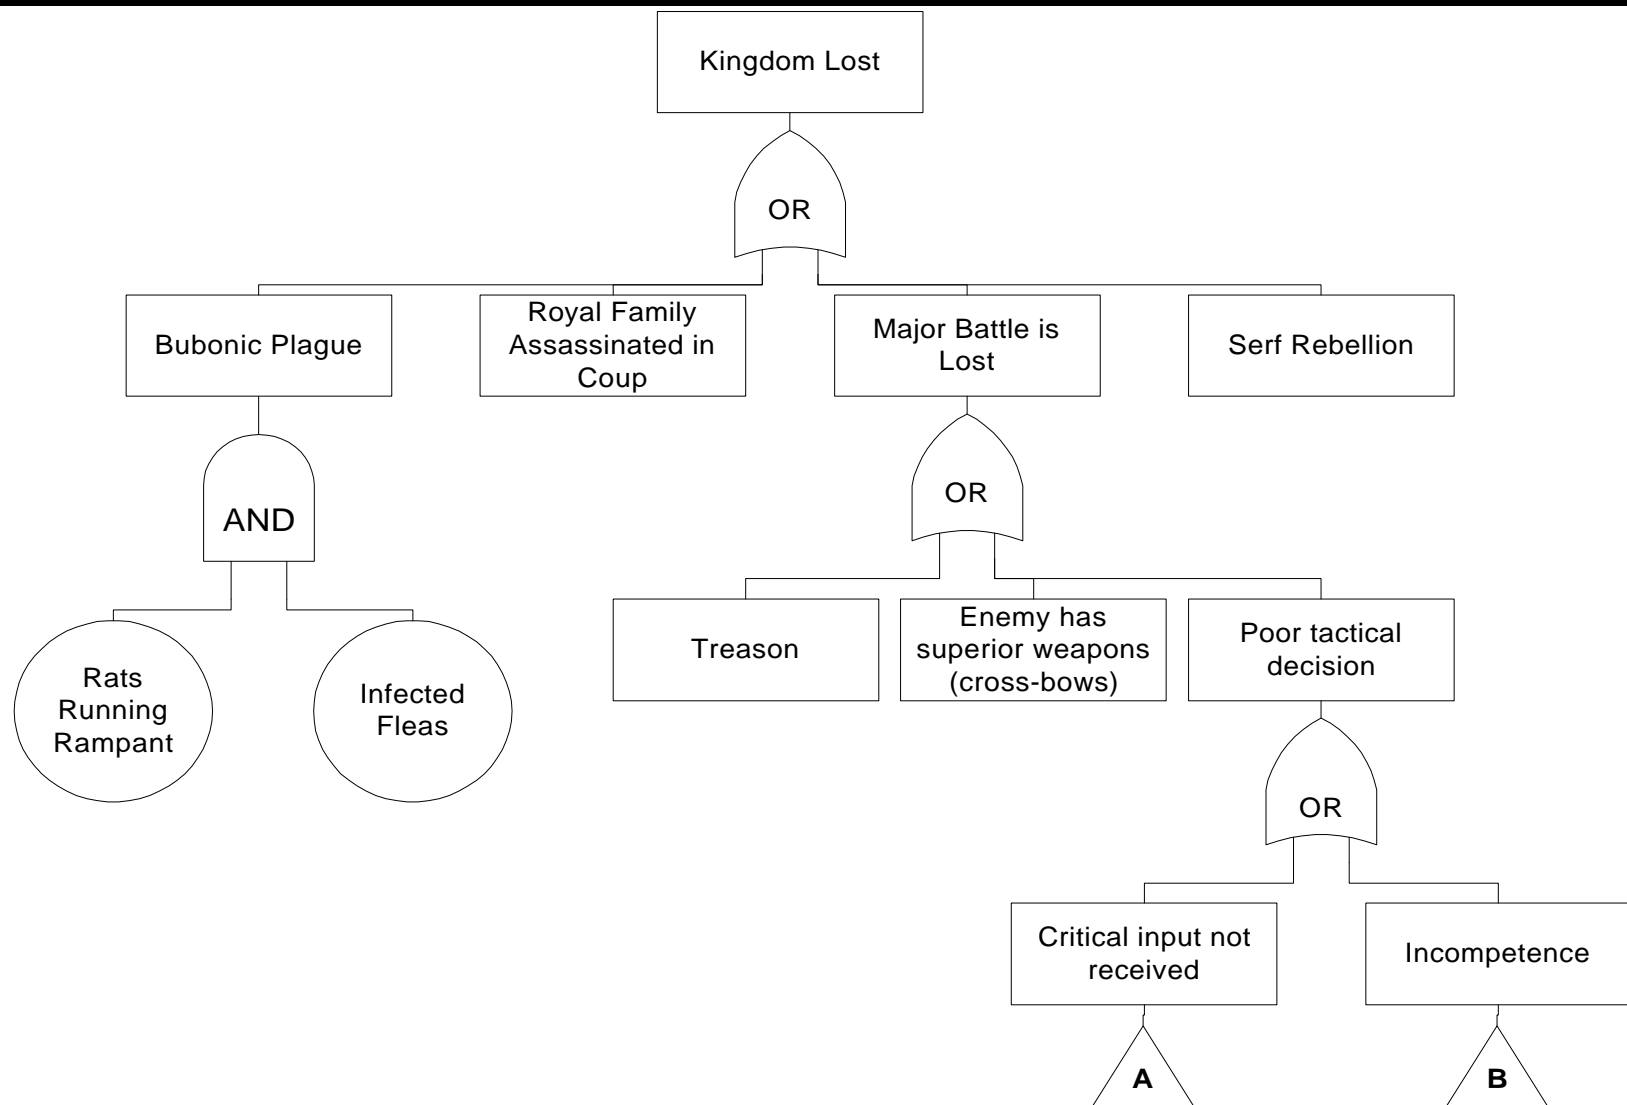 Kingdom Lost
OR
Bubonic Plague
Royal Family
Assassinated in
Coup
Major Battle is
Lost
Serf Rebellion
AND
OR
Rats
Running
Rampant
Infected
Fleas
Treason
Enemy has
superior weapons
(cross-bows)
Poor tactical
decision
OR
Critical input not
received
Incompetence
A
B